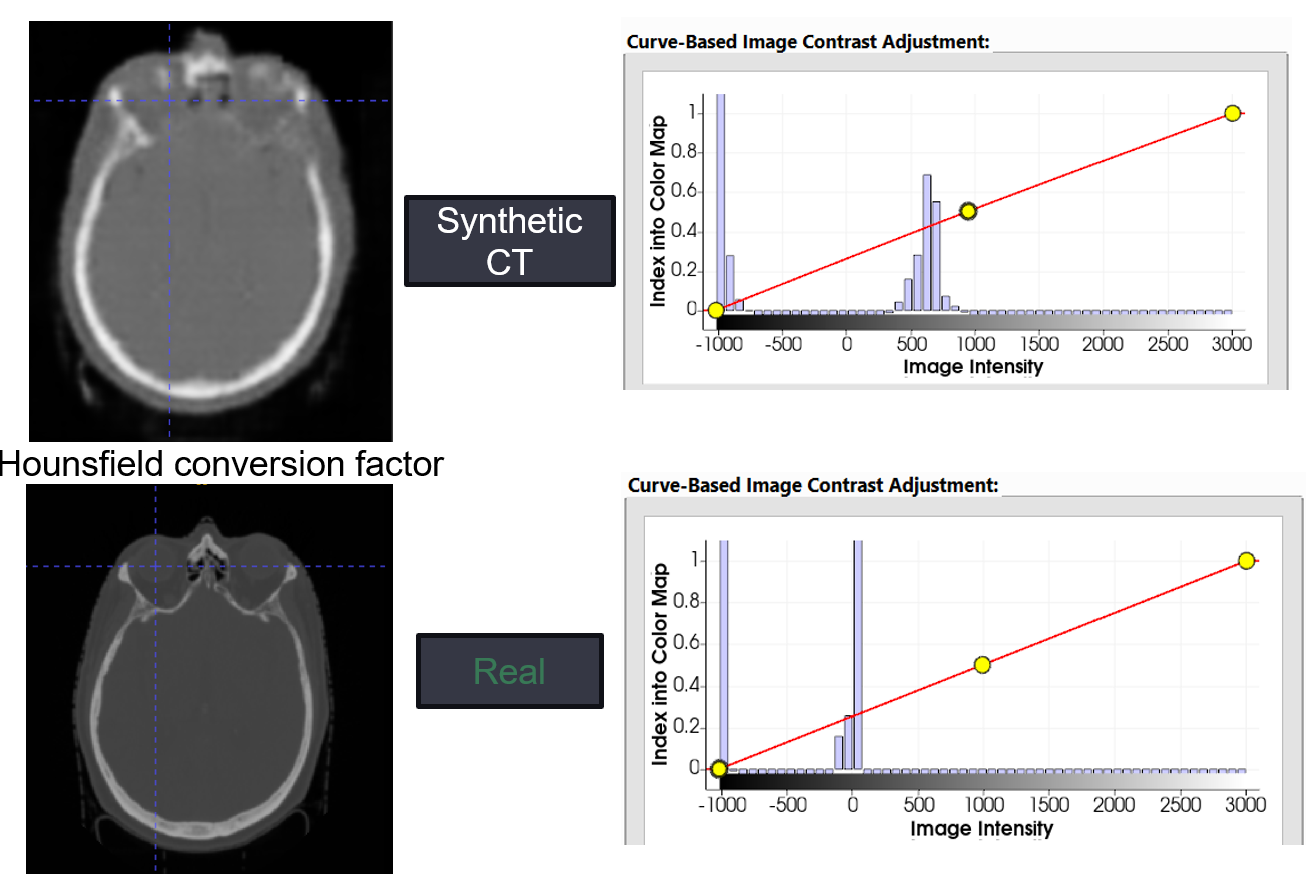 Curve-Based Image Contrast Adjustment:
Synthetic
CT
Index into Color Map
1
0.8
0.6
0.4
0.2
0
-1000 -500 0 500 1000 1500 2000 2500 3000
Image Intensity
Hounsfield conversion factor
Curve-Based Image Contrast Adjustment:
Real
Index into Color Map
1
0.8
0.6
0.4
0.2
0
-1000 -500 0 500 1000 1500 2000 2500 3000
Image Intensity